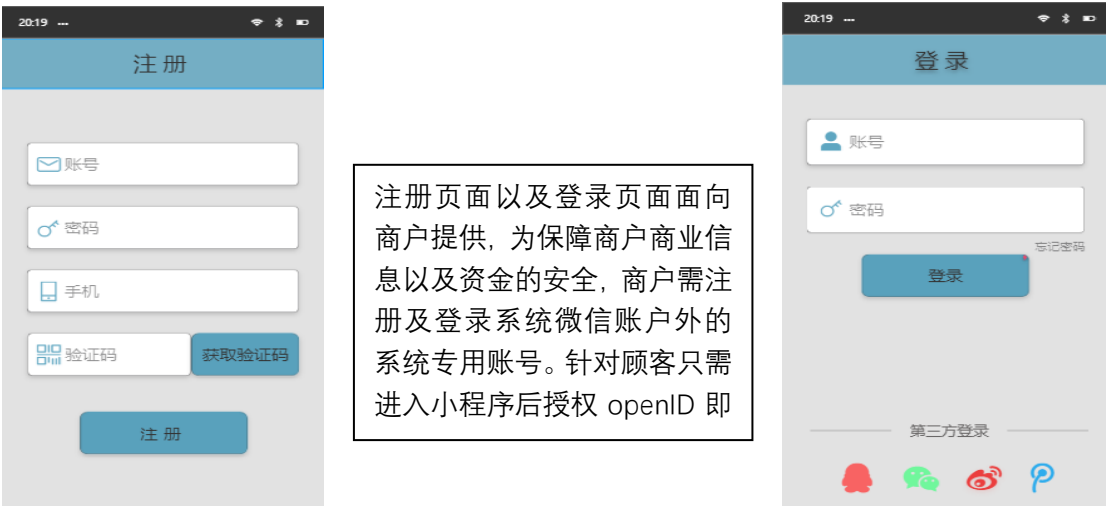 20:19 ...
注册
账号
密码
手机
验证码
获取验证码
注 册
注册页面以及登录页面面向
商户提供，为保障商户商业信
息以及资金的安全，商户需注
册及登录系统微信账户外的
系统专用账号。针对顾客只需
进入小程序后授权 openID 即
20:19 ...
登录
账号
密码
忘记密码
登录
第三方登录